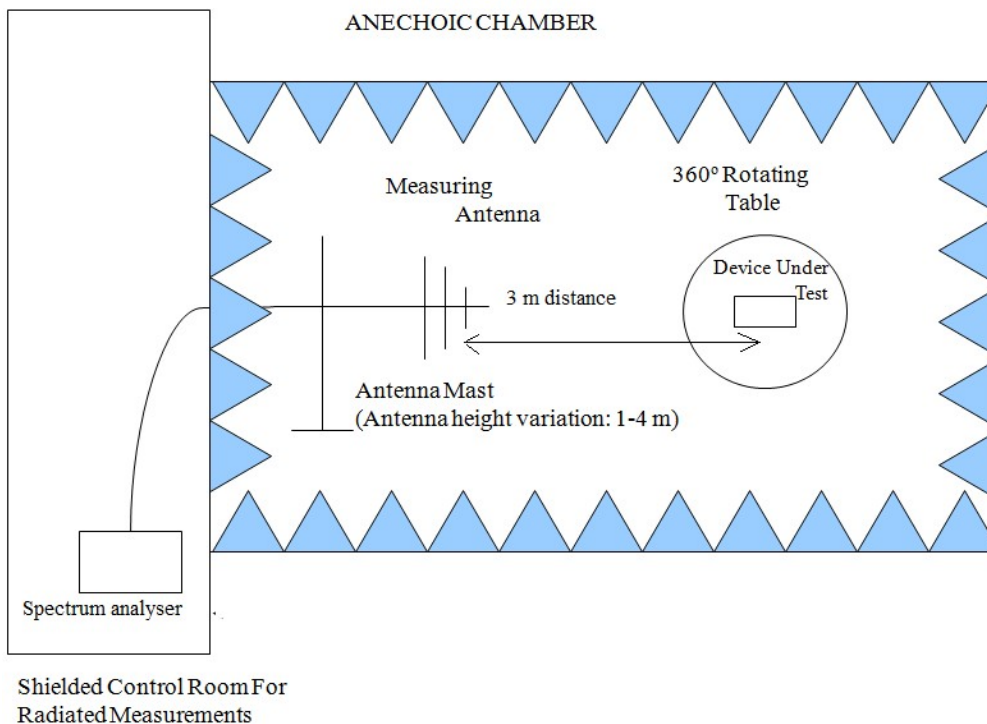 ANECHOIC CHAMBER
360º Rotating
Table
Measuring
Antenna
Device Under
Test
3 m distance
Antenna Mast
(Antenna height variation: 1-4 m)
Spectrum analyser
Shielded Control Room For
Radiated Measurements